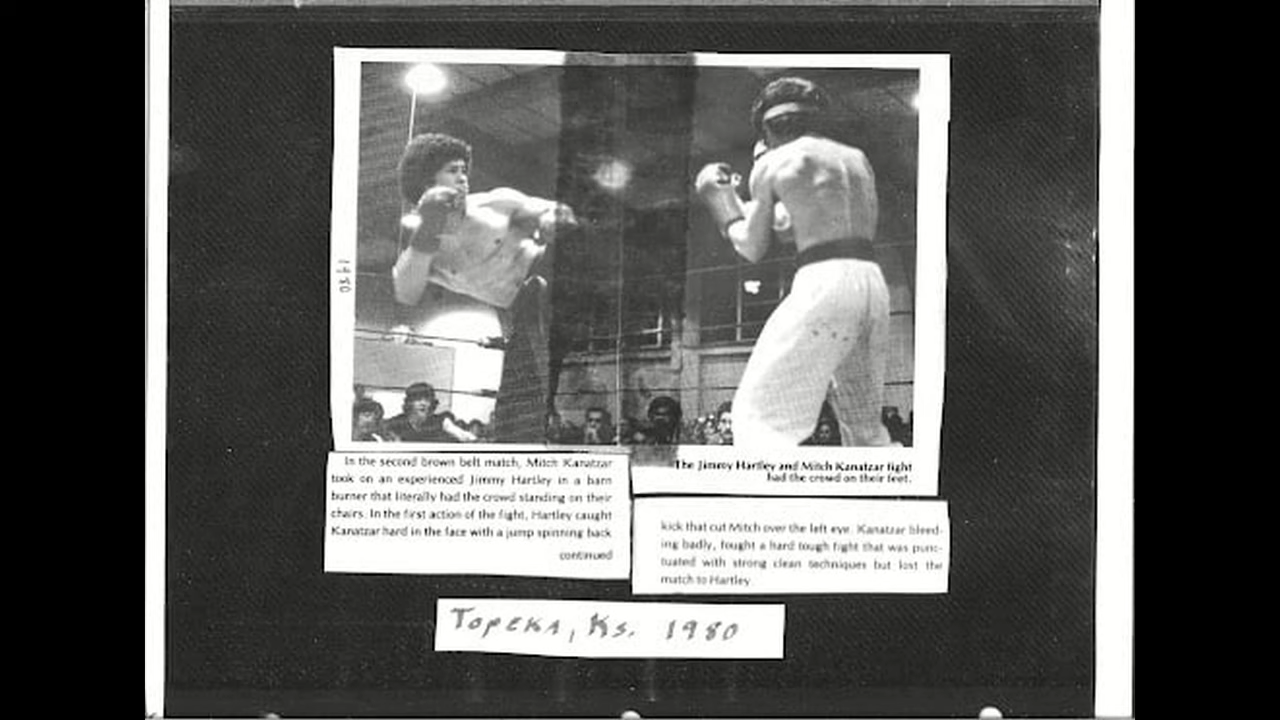 1980
In the second brown belt match, Mitch Kanatzar
took on an experienced Jimmy Hartley in a barn
burner that literally had the crowd standing on their
chairs. In the first action of the fight, Hartley caught
Kanatzar hard in the face with a jump spinning back
continued
The Jimmy Hartley and Mitch Kanatzar fight
had the crowd on their feet.
kick that cut Mitch over the left eye. Kanatzar bleed-
ing badly, fought a hard tough fight that was punc-
tuated with strong clean techniques but lost the
match to Hartley.
Topeka, Ks. 1980